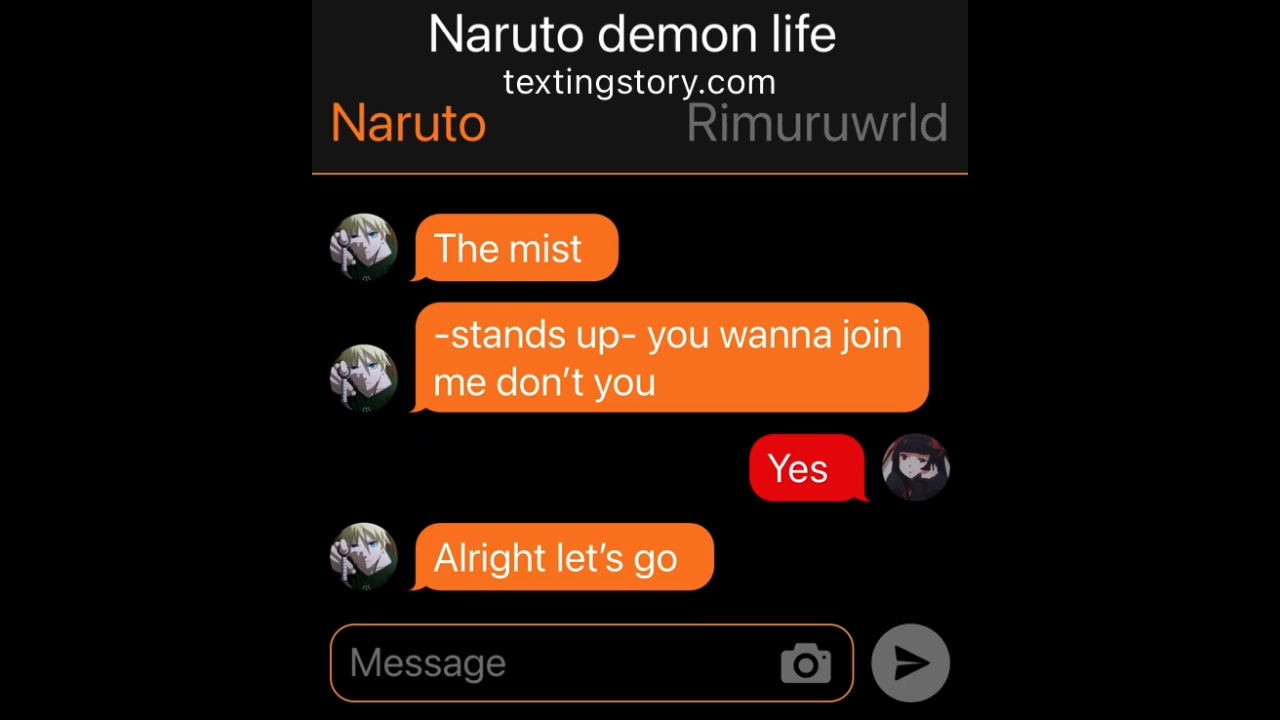 Naruto demon life
textingstory.com
Naruto Rimuruwrld
The mist
-stands up- you wanna join
me don’t you
Yes
Alright let’s go
Message